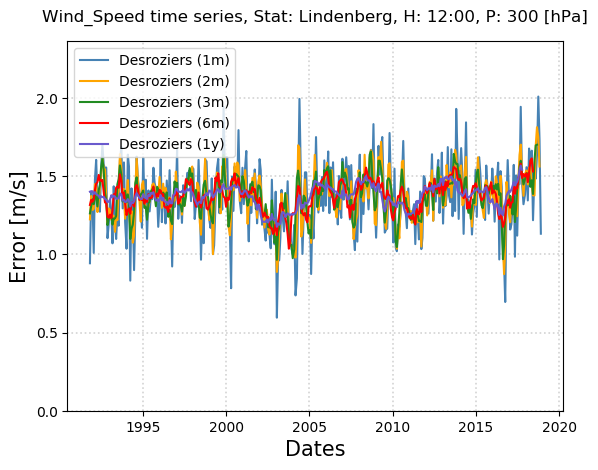 Wind_Speed time series, Stat: Lindenberg, H: 12:00, P: 300 [hPa]
Desroziers (1m)
Desroziers (2m)
Desroziers (3m)
Desroziers (6m)
Desroziers (1y)
Error [m/s]
2.0
1.5
1.0
0.5
0.0
1995 2000 2005 2010 2015 2020
Dates